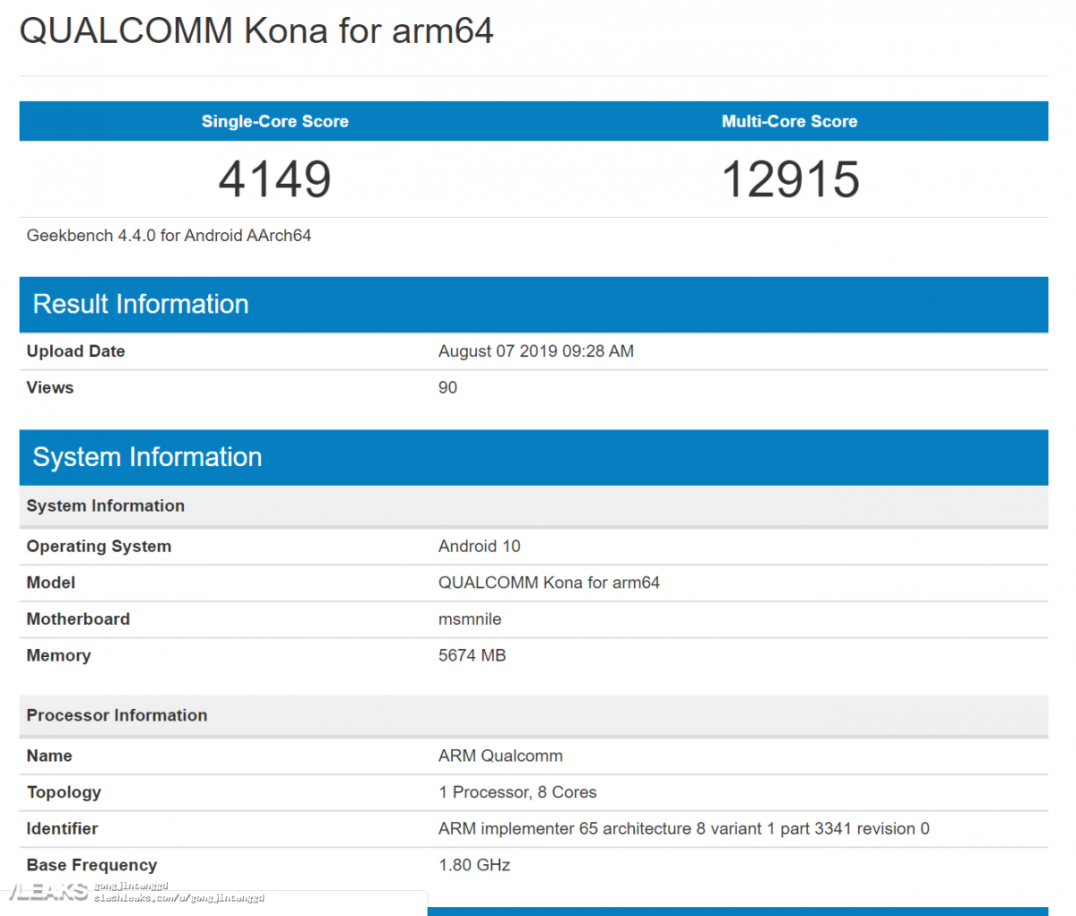 QUALCOMM Kona for arm64
Single-Core Score Multi-Core Score
4149 12915
Geekbench 4.4.0 for Android AArch64
Result Information
Upload Date August 07 2019 09:28 AM
Views 90
System Information
System Information
Operating System Android 10
Model QUALCOMM Kona for arm64
Motherboard msmnile
Memory 5674 MB
Processor Information
Name ARM Qualcomm
Topology 1 Processor, 8 Cores
Identifier ARM implementer 65 architecture 8 variant 1 part 3341 revision 0
Base Frequency 1.80 GHz
/LEAKS gongjintanggd
slashleaks.com/u/gongjintanggd